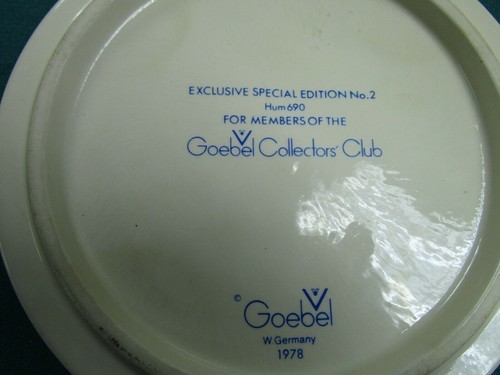 EXCLUSIVE SPECIAL EDITION No.2
Hum 690
FOR MEMBERS OF THE
Goebel Collectors' Club
© Goebel
W Germany
1978